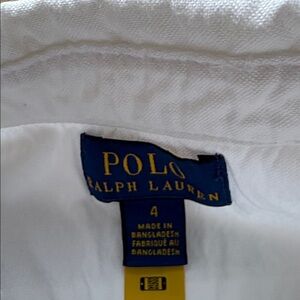 POLO
RALPH LAUREN
4
MADE IN
BANGLADESH
FABRIQUÉ AU
BANGLADESH